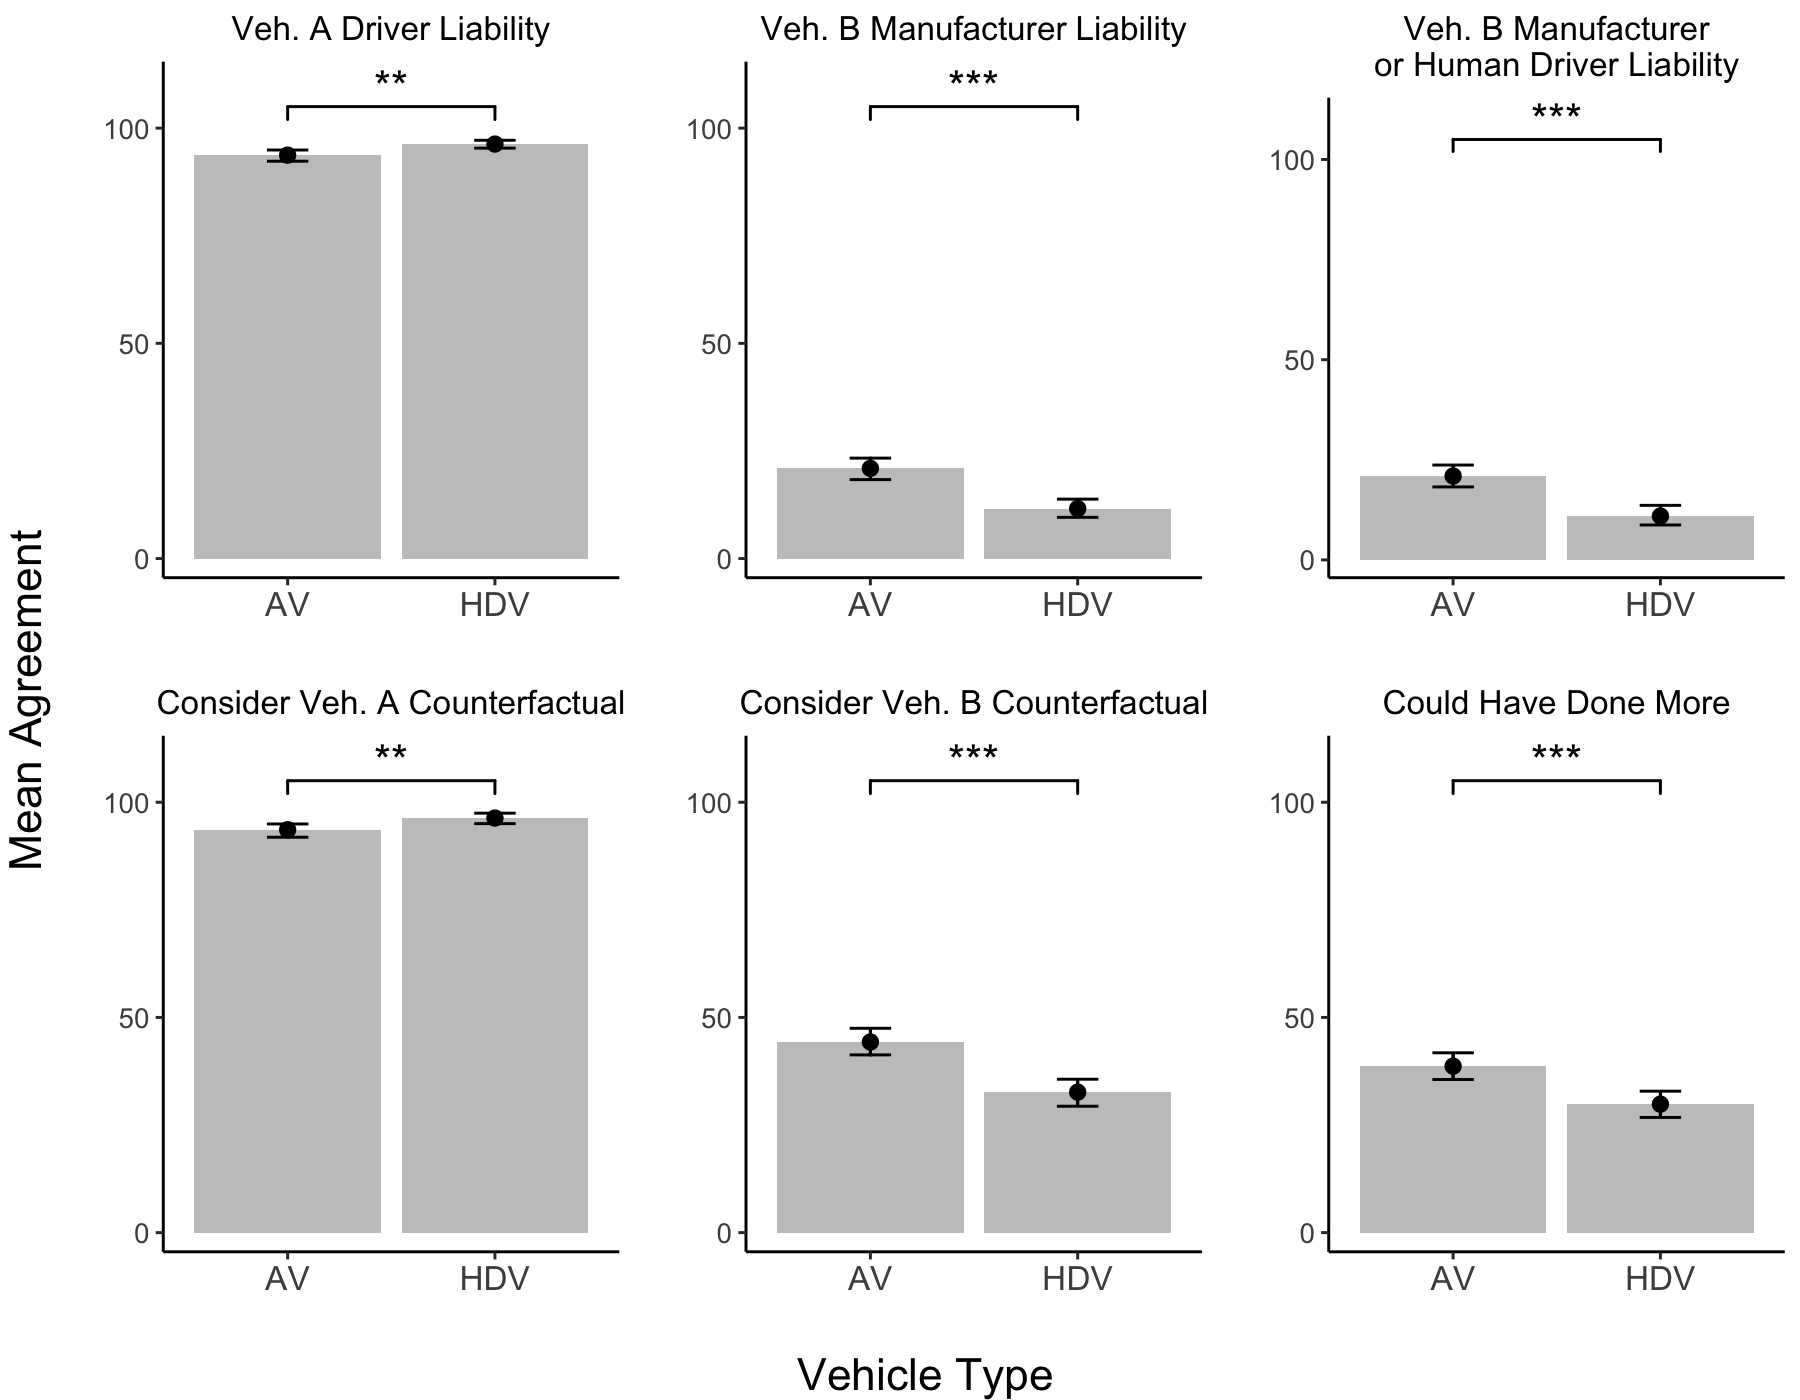 Veh. A Driver Liability
**
100
50
0
AV HDV
Veh. B Manufacturer Liability
***
100
50
0
AV HDV
Veh. B Manufacturer
or Human Driver Liability
***
100
50
0
AV HDV
Consider Veh. A Counterfactual
**
100
50
0
AV HDV
Consider Veh. B Counterfactual
***
100
50
0
AV HDV
Could Have Done More
***
100
50
0
AV HDV
Mean Agreement
Vehicle Type